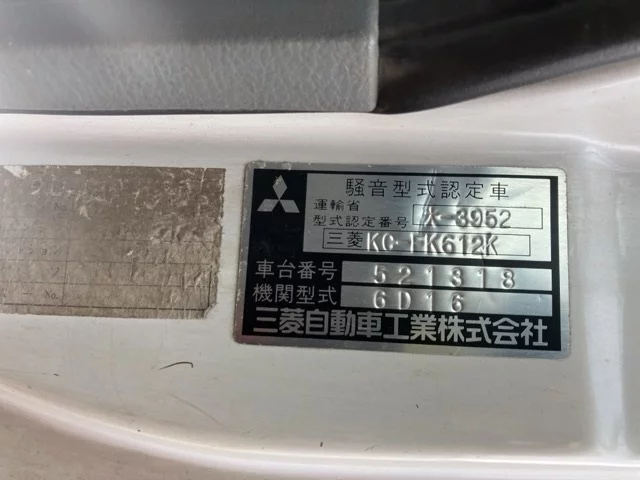 騒音型式認定車
運輸省
型式認定番号 ス-3952
三菱 KC-FK612K
車台番号 521318
機関型式 6D16
三菱自動車工業株式会社
No.